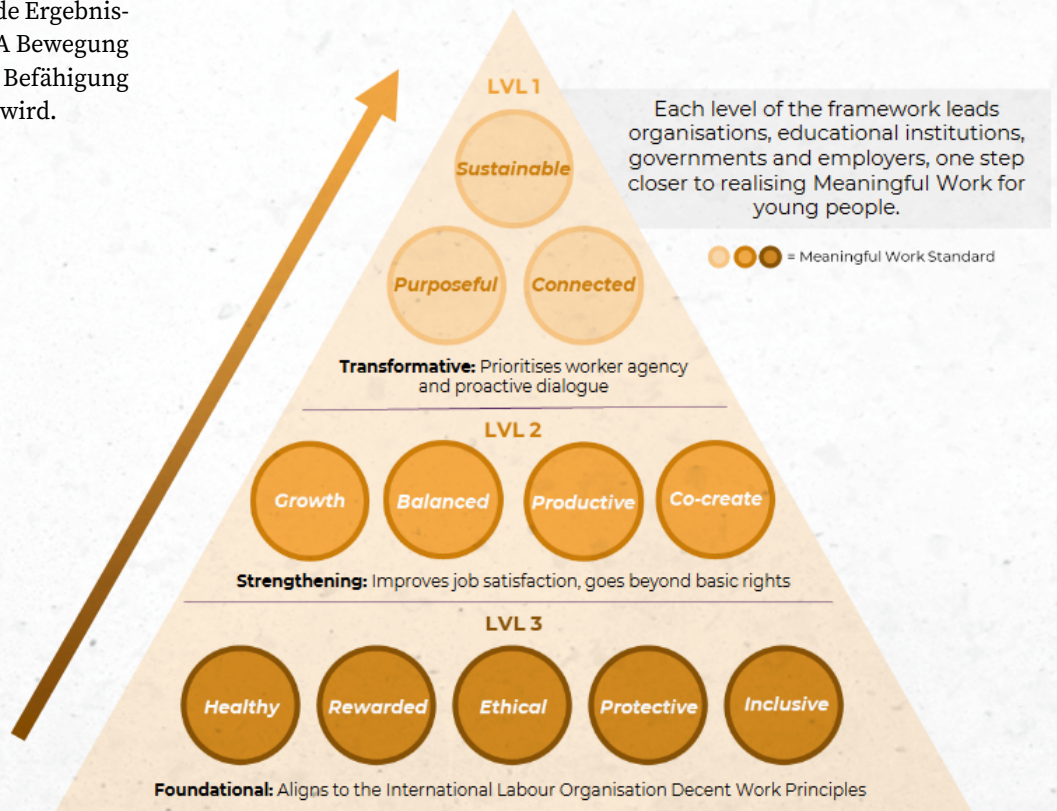 de Ergebnis-
A Bewegung
Befähigung
wird.
LVL 1
Sustainable
Each level of the framework leads
organisations, educational institutions,
governments and employers, one step
closer to realising Meaningful Work for
young people.
= Meaningful Work Standard
Purposeful
Connected
Transformative: Prioritises worker agency
and proactive dialogue
LVL 2
Growth
Balanced
Productive
Co-create
Strengthening: Improves job satisfaction, goes beyond basic rights
LVL 3
Healthy
Rewarded
Ethical
Protective
Inclusive
Foundational: Aligns to the International Labour Organisation Decent Work Principles